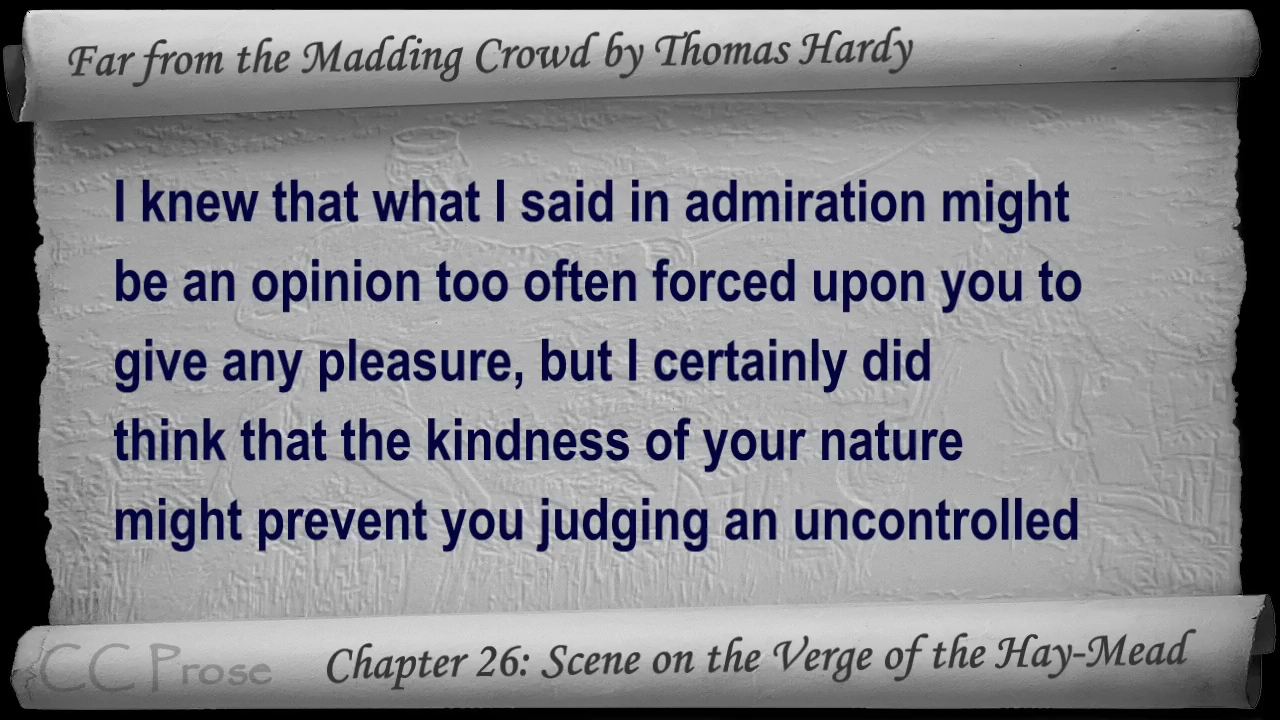 Far from the Madding Crowd by Thomas Hardy
I knew that what I said in admiration might
be an opinion too often forced upon you to
give any pleasure, but I certainly did
think that the kindness of your nature
might prevent you judging an uncontrolled
CC Prose
Chapter 26: Scene on the Verge of the Hay-Mead